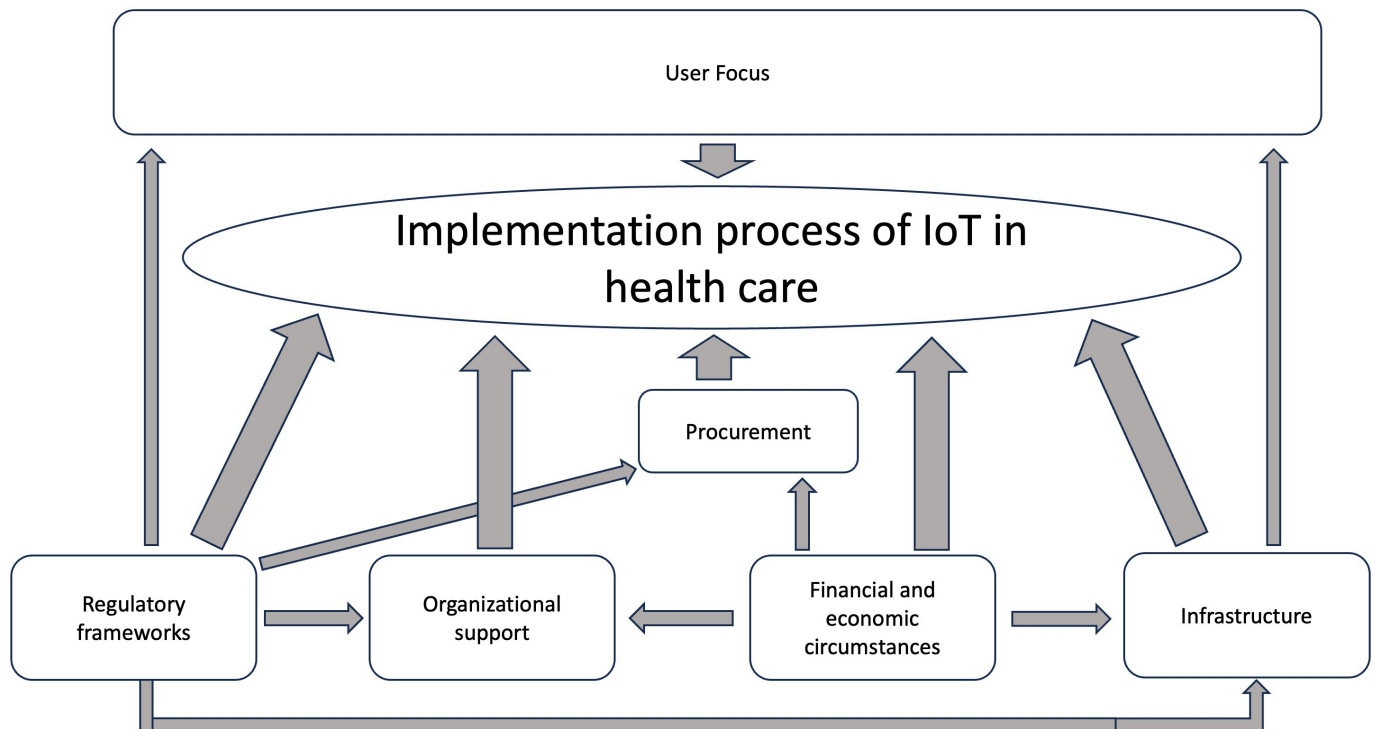 User Focus
Implementation process of IoT in
health care
Procurement
Regulatory
frameworks
Organizational
support
Financial and
economic
circumstances
Infrastructure